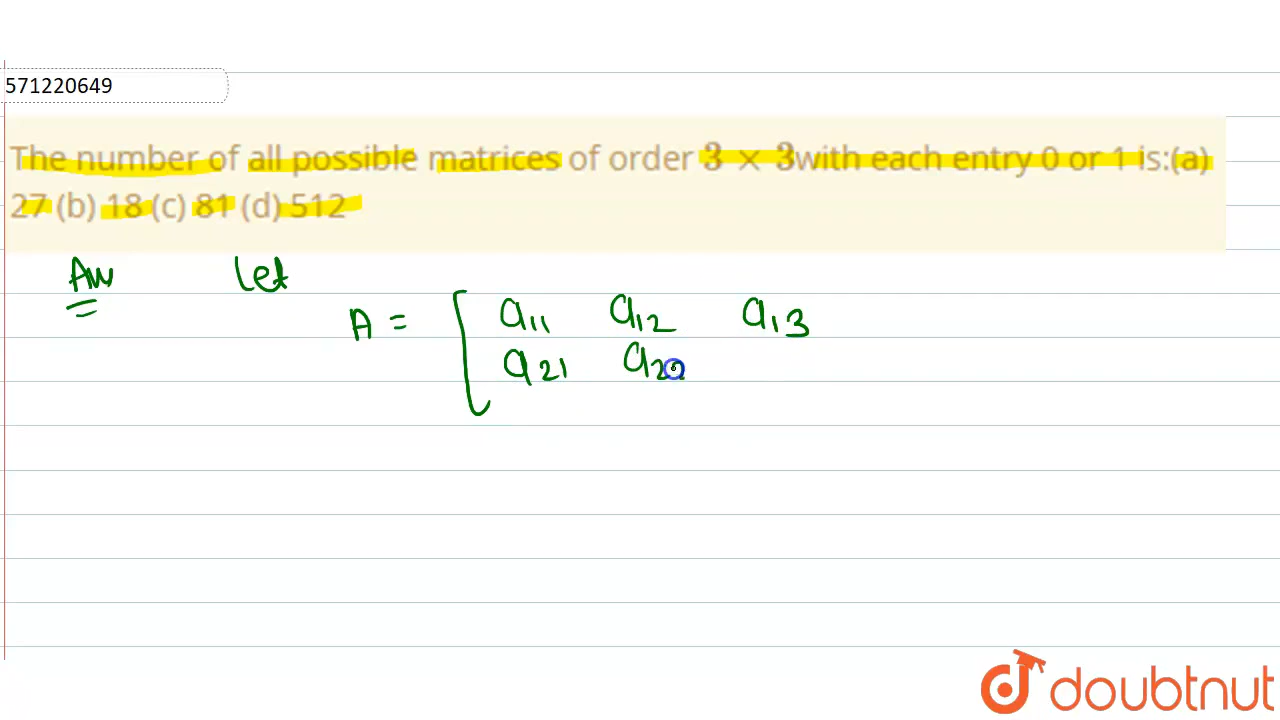 571220649
The number of all possible matrices of order 3 × 3with each entry 0 or 1 is:(a)
27 (b) 18 (c) 81 (d) 512
Ans Let
A = [ a11 a12 a13
a21 a22
doubtnut